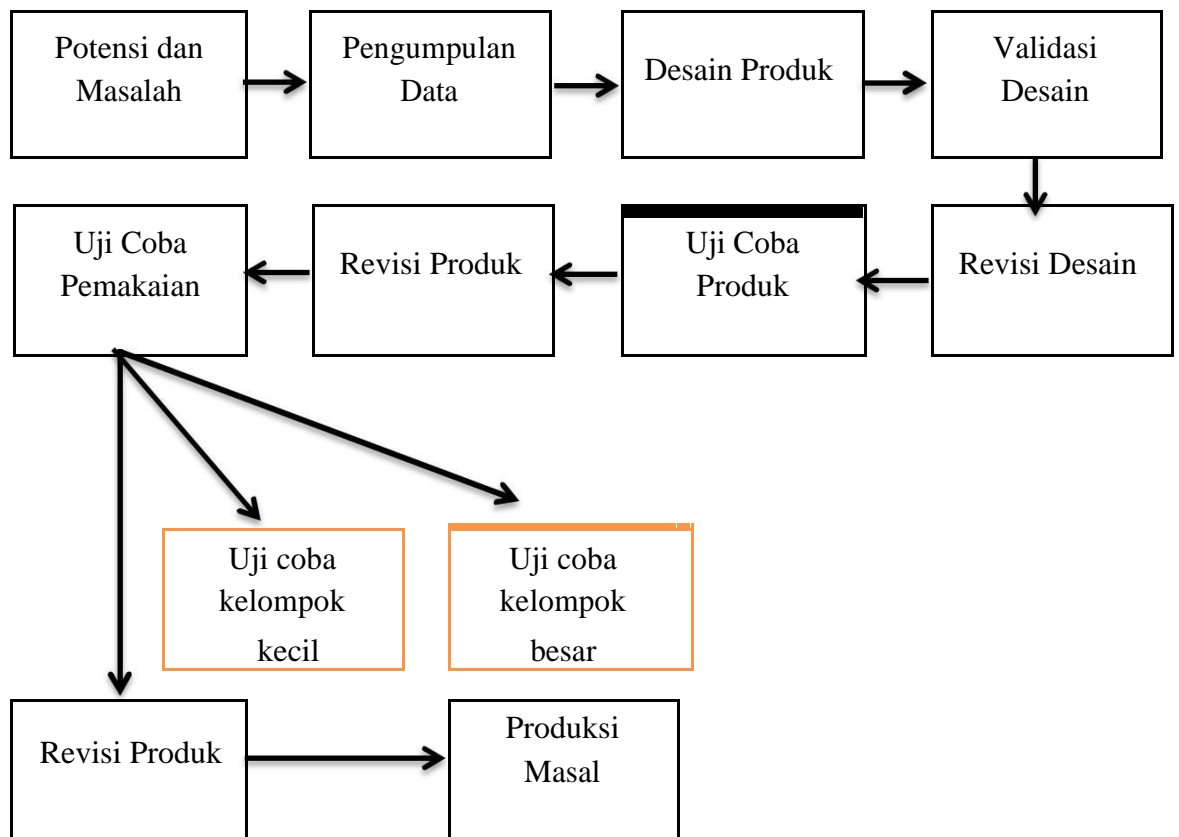 Potensi dan
Masalah
Pengumpulan
Data
Desain Produk
Validasi
Desain
Uji Coba
Pemakaian
Revisi Produk
Uji Coba
Produk
Revisi Desain
Uji coba
kelompok
kecil
Uji coba
kelompok
besar
Revisi Produk
Produksi
Masal